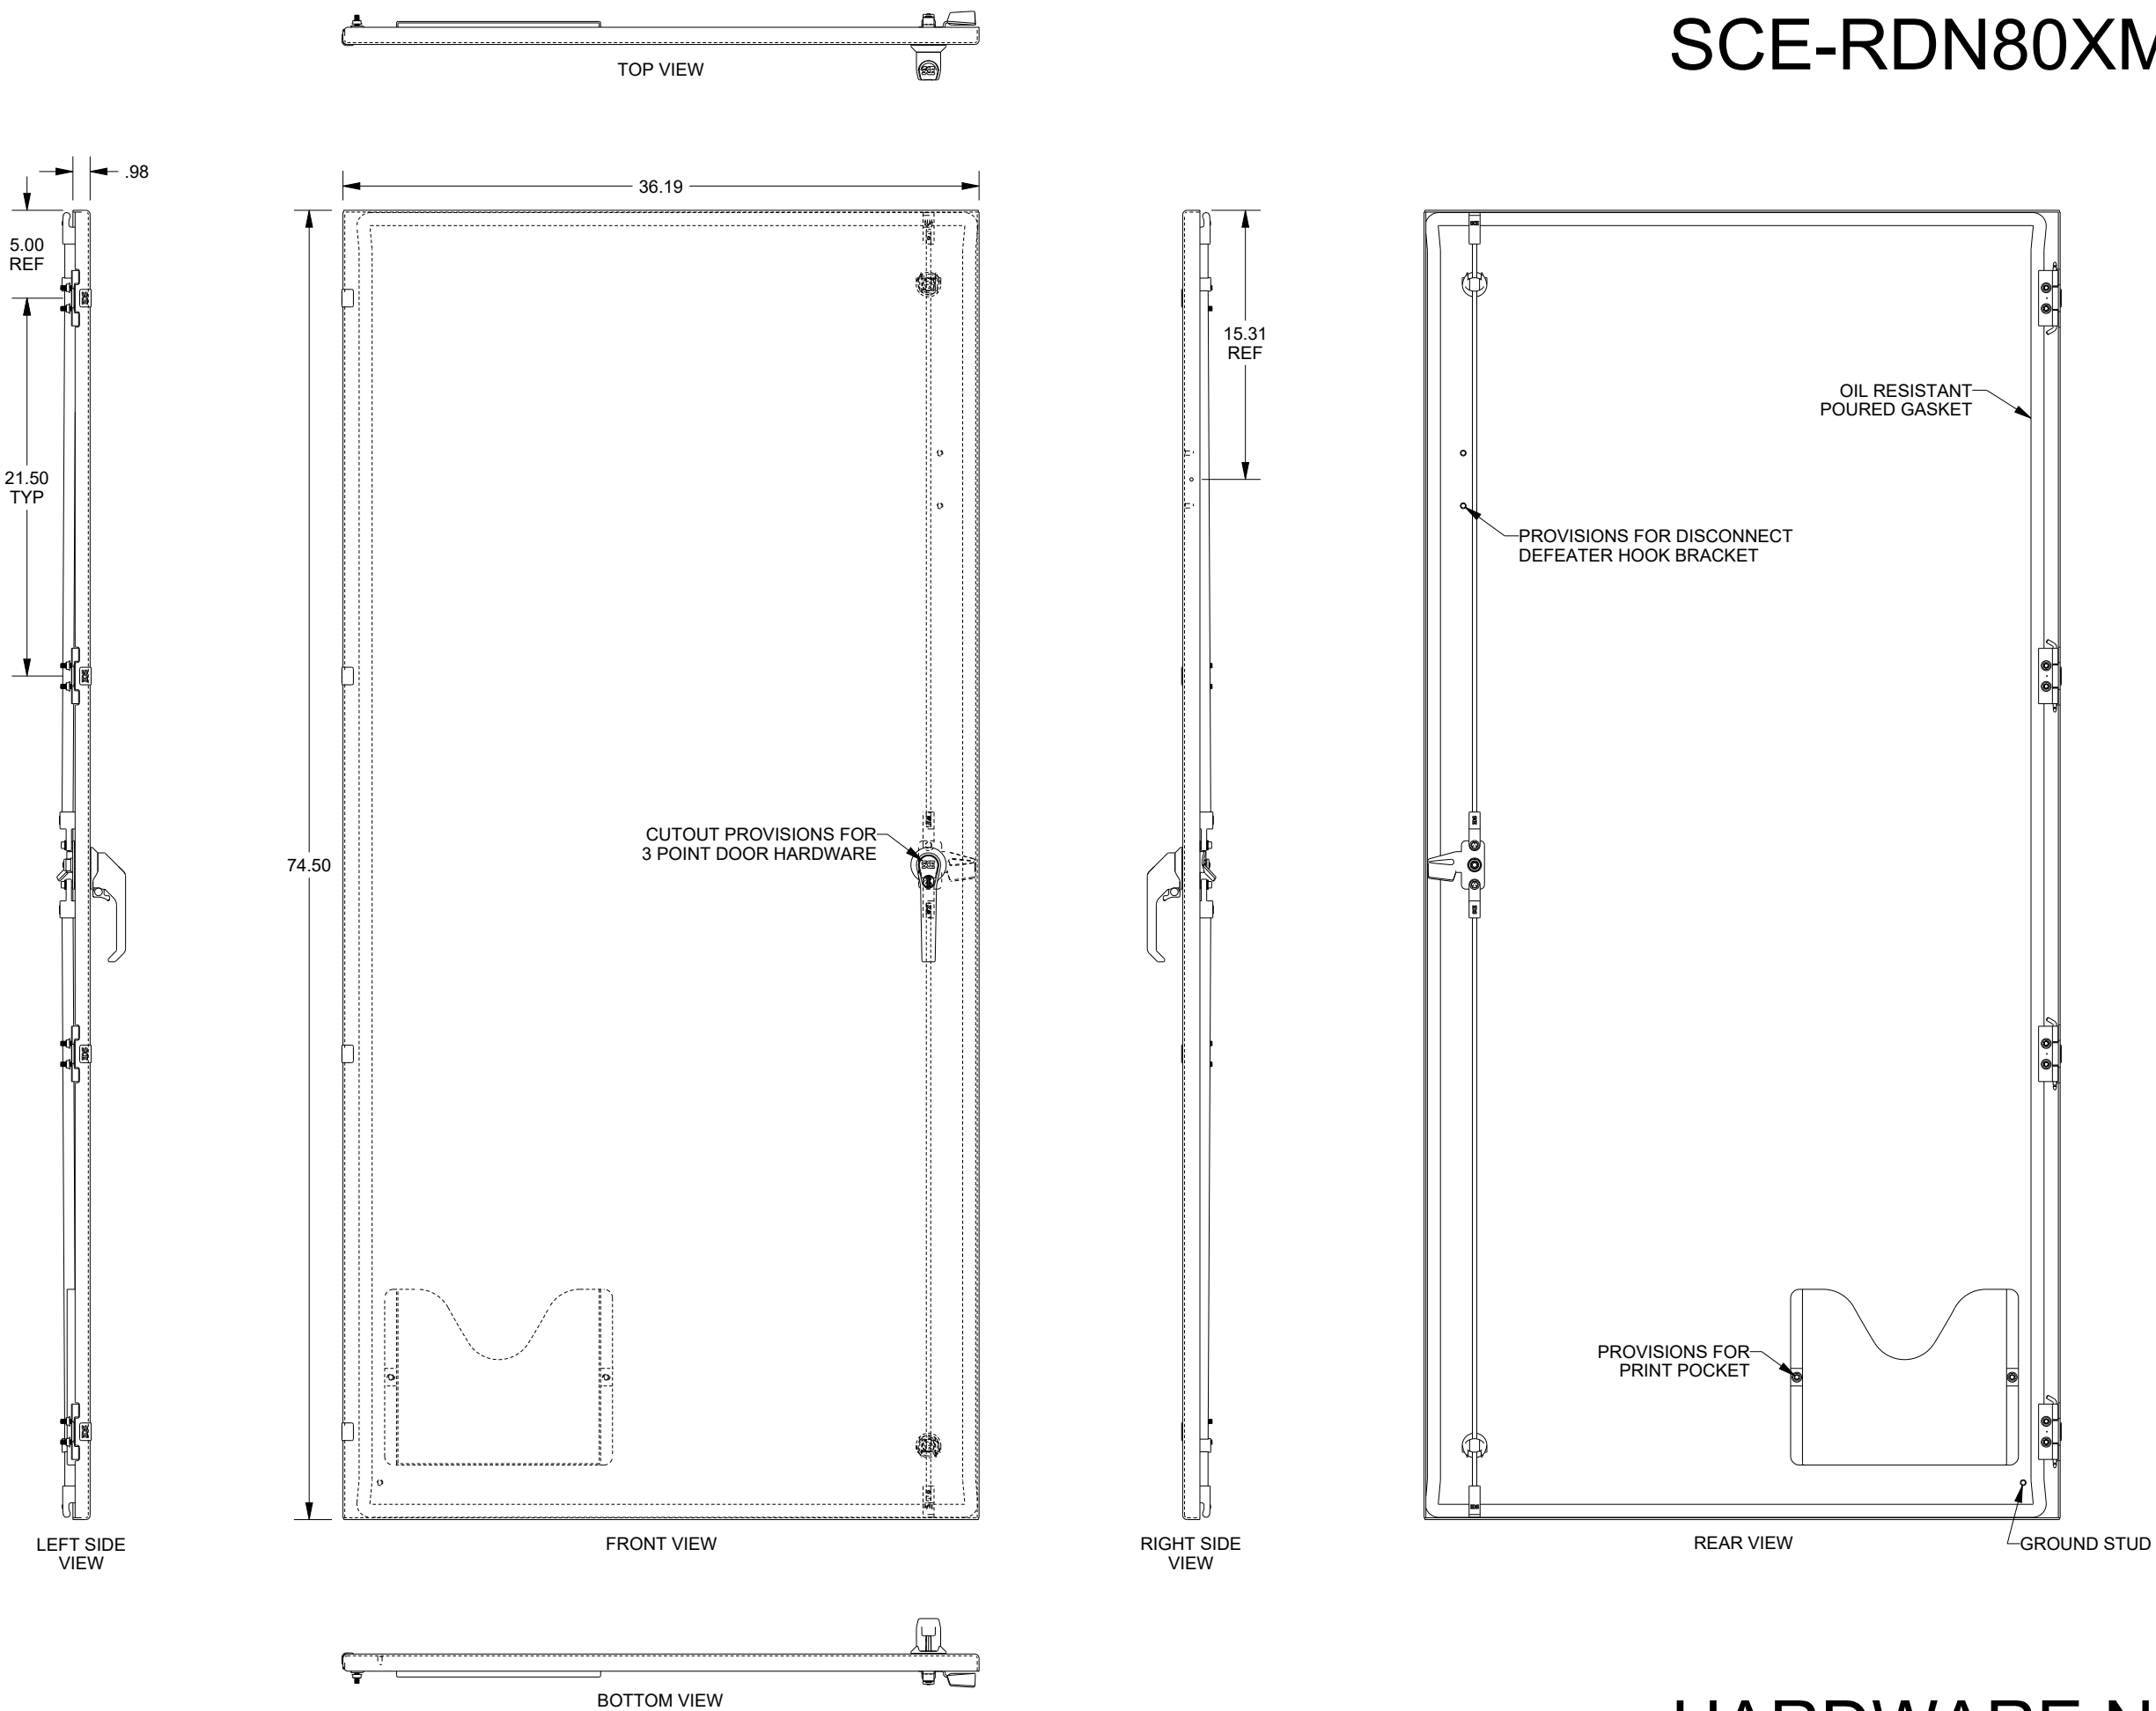 SCE-RDN80XM
TOP VIEW
.98
36.19
5.00
REF
15.31
REF
OIL RESISTANT
POURED GASKET
21.50
TYP
PROVISIONS FOR DISCONNECT
DEFEATER HOOK BRACKET
CUTOUT PROVISIONS FOR
3 POINT DOOR HARDWARE
74.50
PROVISIONS FOR
PRINT POCKET
LEFT SIDE
VIEW
FRONT VIEW
RIGHT SIDE
VIEW
REAR VIEW
GROUND STUD
BOTTOM VIEW
HARDWARE N